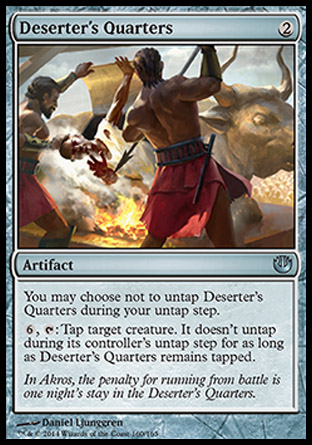 Deserter's Quarters 2
Artifact
You may choose not to untap Deserter's
Quarters during your untap step.
6, : Tap target creature. It doesn't untap
during its controller's untap step for as long
as Deserter's Quarters remains tapped.
In Akros, the penalty for running from battle is
one night's stay in the Deserter's Quarters.
Daniel Ljunggren
™ & © 2014 Wizards of the Coast 160/165